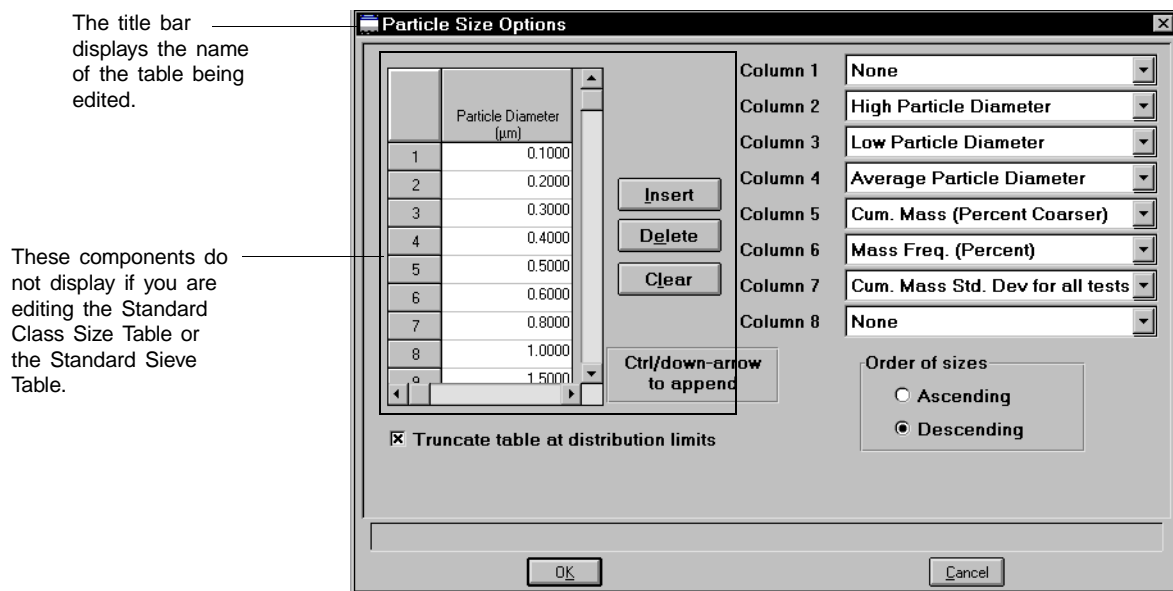 The title bar
displays the name
of the table being
edited.
These components do
not display if you are
editing the Standard
Class Size Table or
the Standard Sieve
Table.
Particle Size Options
Particle Diameter
(µm)
1 0.1000
2 0.2000
3 0.3000
4 0.4000
5 0.5000
6 0.6000
7 0.8000
8 1.0000
9 1.5000
Insert
Delete
Clear
Ctrl/down-arrow
to append
Column 1 None
Column 2 High Particle Diameter
Column 3 Low Particle Diameter
Column 4 Average Particle Diameter
Column 5 Cum. Mass (Percent Coarser)
Column 6 Mass Freq. (Percent)
Column 7 Cum. Mass Std. Dev for all tests
Column 8 None
Order of sizes
Ascending
Descending
Truncate table at distribution limits
OK
Cancel